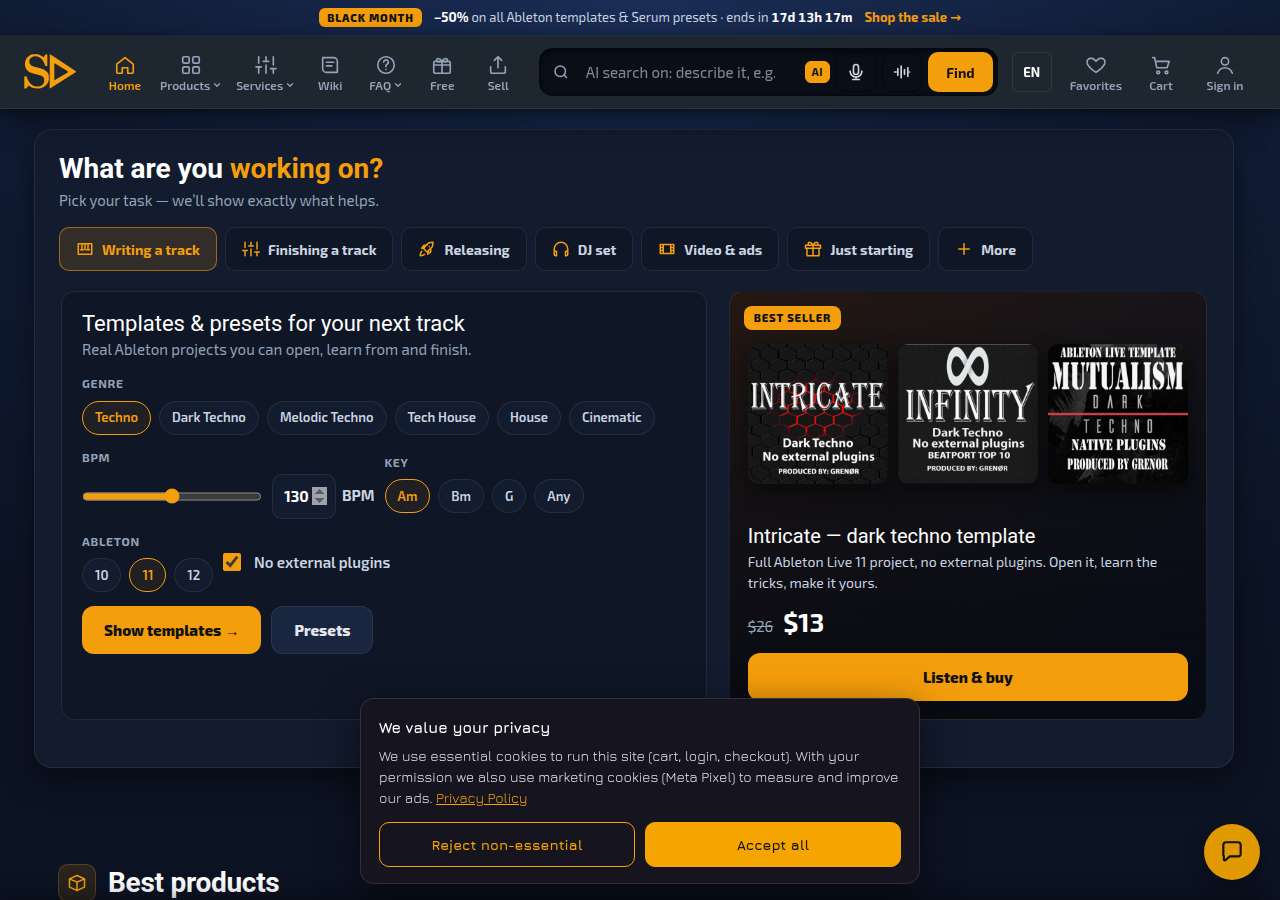 BLACK MONTH −50% on all Ableton templates & Serum presets · ends in 17d 13h 17m Shop the sale →
Home
Products
Services
Wiki
FAQ
Free
Sell
AI search on: describe it, e.g.
AI
Find
EN
Favorites
Cart
Sign in
What are you working on?
Pick your task — we'll show exactly what helps.
Writing a track
Finishing a track
Releasing
DJ set
Video & ads
Just starting
More
Templates & presets for your next track
Real Ableton projects you can open, learn from and finish.
GENRE
Techno
Dark Techno
Melodic Techno
Tech House
House
Cinematic
BPM
130 BPM
KEY
Am
Bm
G
Any
ABLETON
10
11
12
No external plugins
Show templates →
Presets
BEST SELLER
INTRICATE
Dark Techno
No external plugins
PRODUCED BY: GRENØR
INFINITY
Dark Techno
No external plugins
BEATPORT TOP 10
PRODUCED BY: GRENØR
ABLETON LIVE TEMPLATE
MUTUALISM
DARK
TECHNO
NATIVE PLUGINS
PRODUCED BY GRENOR
Intricate — dark techno template
Full Ableton Live 11 project, no external plugins. Open it, learn the
tricks, make it yours.
$26 $13
Listen & buy
We value your privacy
We use essential cookies to run this site (cart, login, checkout). With your
permission we also use marketing cookies (Meta Pixel) to measure and improve
our ads. Privacy Policy
Reject non-essential
Accept all
Best products